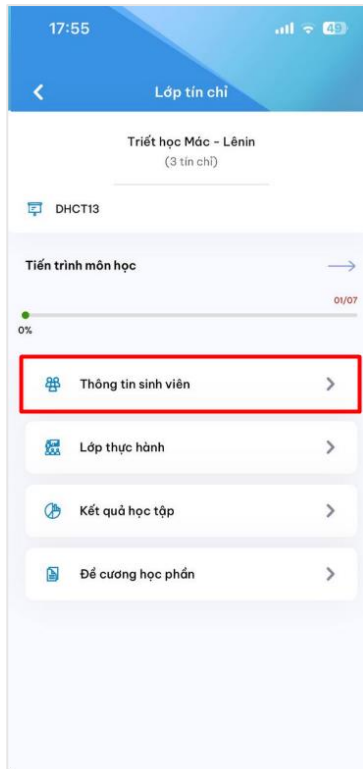 17:55
49
Lớp tín chỉ
Triết học Mác - Lênin
(3 tín chỉ)
DHCT13
Tiến trình môn học
01/07
0%
Thông tin sinh viên
Lớp thực hành
Kết quả học tập
Đề cương học phần